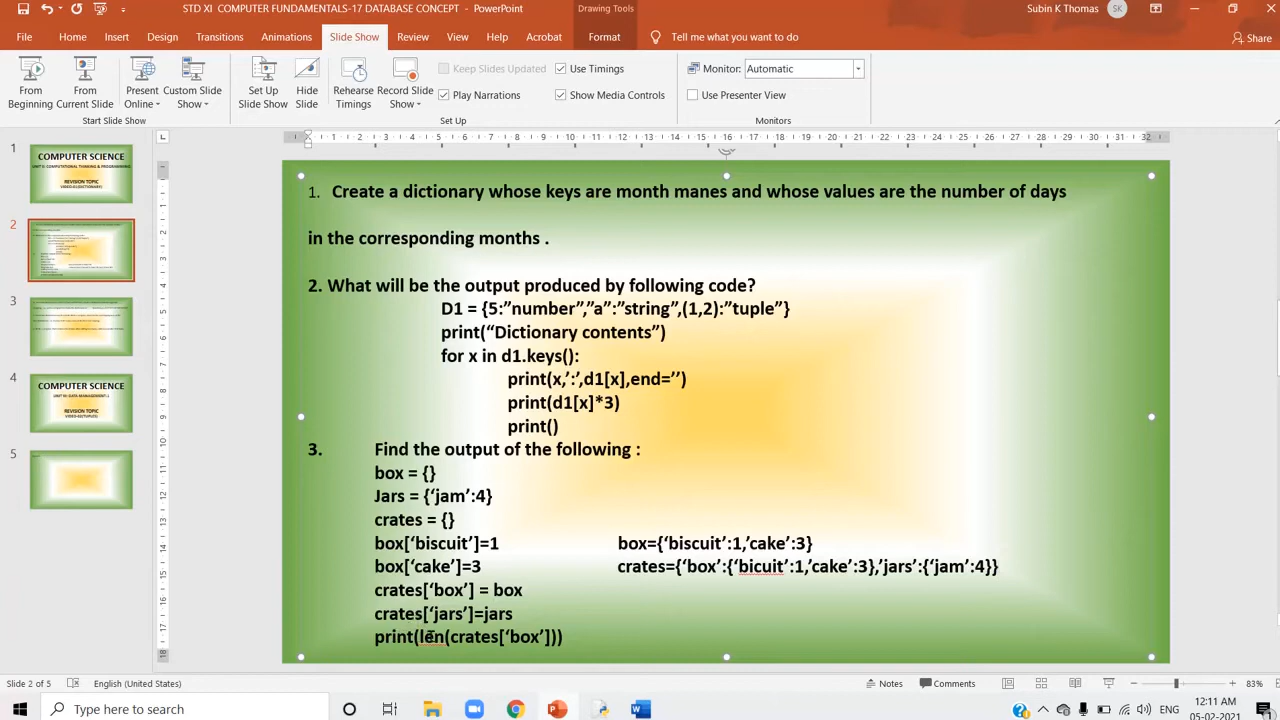 STD XI COMPUTER FUNDAMENTALS-17 DATABASE CONCEPT - PowerPoint
Drawing Tools
Subin K Thomas
SK
File
Home
Insert
Design
Transitions
Animations
Slide Show
Review
View
Help
Acrobat
Format
Tell me what you want to do
Share
From Beginning
From Current Slide
Present Online
Custom Slide Show
Set Up Slide Show
Hide Slide
Rehearse Timings
Record Slide Show
Keep Slides Updated
Use Timings
Play Narrations
Show Media Controls
Monitor: Automatic
Use Presenter View
Start Slide Show
Set Up
Monitors
1. Create a dictionary whose keys are month manes and whose values are the number of days
in the corresponding months .
2. What will be the output produced by following code?
D1 = {5:”number”,”a”:”string”,(1,2):”tuple”}
print(“Dictionary contents”)
for x in d1.keys():
print(x,’:’,d1[x],end=’’)
print(d1[x]*3)
print()
3. Find the output of the following :
box = {}
Jars = {‘jam’:4}
crates = {}
box[‘biscuit’]=1 box={‘biscuit’:1,’cake’:3}
box[‘cake’]=3 crates={‘box’:{‘bicuit’:1,’cake’:3},’jars’:{‘jam’:4}}
crates[‘box’] = box
crates[‘jars’]=jars
print(len(crates[‘box’]))
1
COMPUTER SCIENCE
REVISION TOPIC
2
3
4
COMPUTER SCIENCE
REVISION TOPIC
5
Slide 2 of 5
English (United States)
Notes
Comments
83%
Type here to search
ENG
12:11 AM
05-02-2021